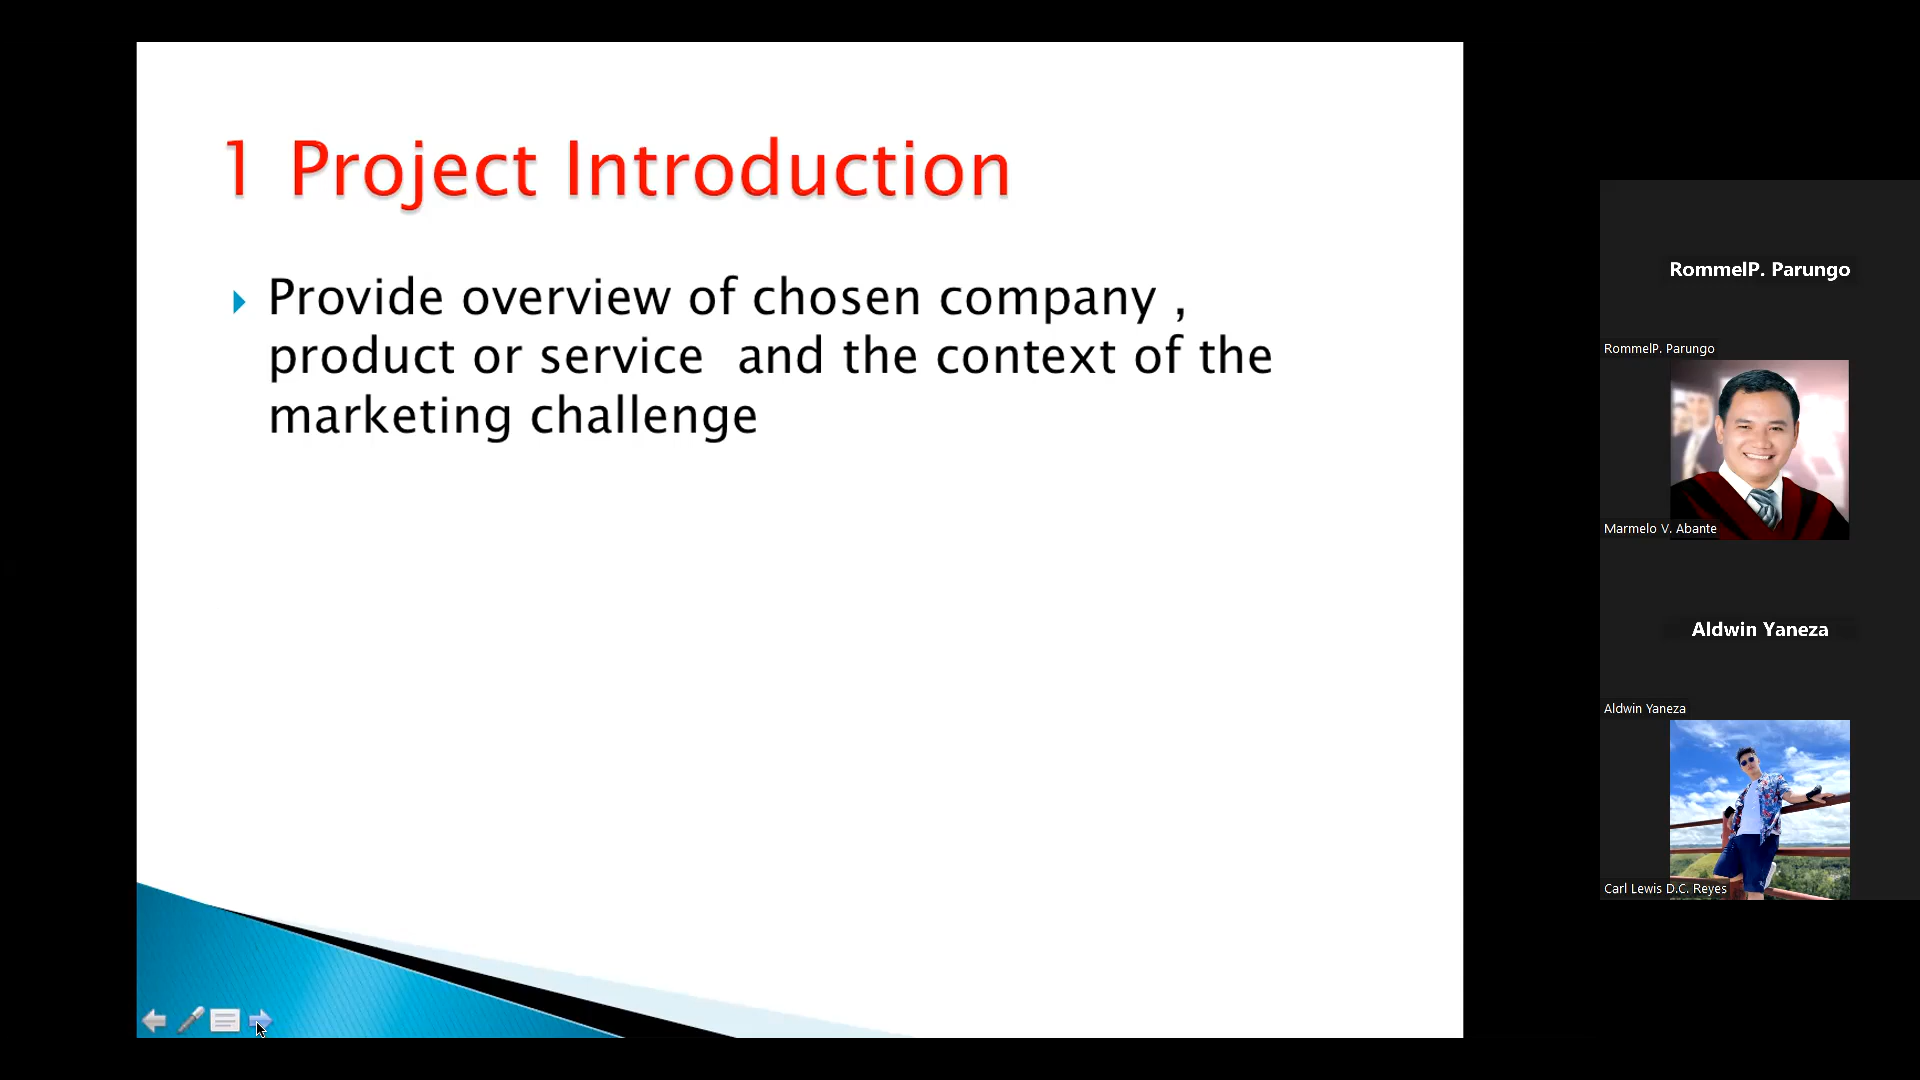 1 Project Introduction
Provide overview of chosen company ,
product or service  and the context of the
marketing challenge
RommelP. Parungo
RommelP. Parungo
Marmelo V. Abante
Aldwin Yaneza
Aldwin Yaneza
Carl Lewis D.C. Reyes